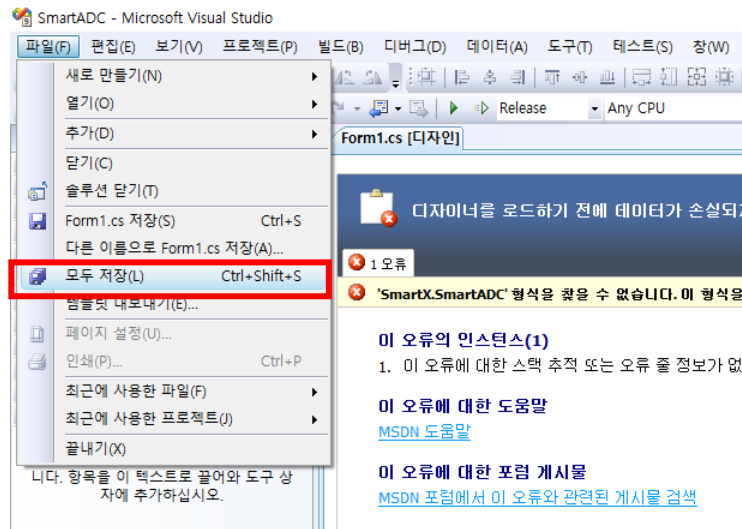 SmartADC - Microsoft Visual Studio
파일(F) 편집(E) 보기(V) 프로젝트(P) 빌드(B) 디버그(D) 데이터(A) 도구(T) 테스트(S) 창(W)
새로 만들기(N)
열기(O)
Release Any CPU
추가(D)
Form1.cs [디자인]
닫기(C)
솔루션 닫기(T)
디자이너를 로드하기 전에 데이터가 손실되
Form1.cs 저장(S) Ctrl+S
다른 이름으로 Form1.cs 저장(A)...
1 오류
모두 저장(L) Ctrl+Shift+S
'SmartX.SmartADC' 형식을 찾을 수 없습니다. 이 형식을
템플릿 내보내기(E)...
페이지 설정(U)...
이 오류의 인스턴스(1)
인쇄(P)... Ctrl+P
1. 이 오류에 대한 스택 추적 또는 오류 줄 정보가 없
최근에 사용한 파일(F)
이 오류에 대한 도움말
최근에 사용한 프로젝트(J)
MSDN 도움말
끝내기(X)
니다. 항목을 이 텍스트로 끌어와 도구 상
자에 추가하십시오.
이 오류에 대한 포럼 게시물
MSDN 포럼에서 이 오류와 관련된 게시물 검색